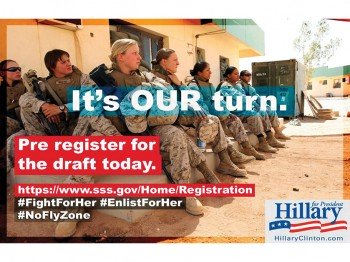 It's OUR turn.
Pre register for
the draft today.
https://www.sss.gov/Home/Registration
#FightForHer #EnlistForHer
#NoFlyZone
for President
Hillary
HillaryClinton.com